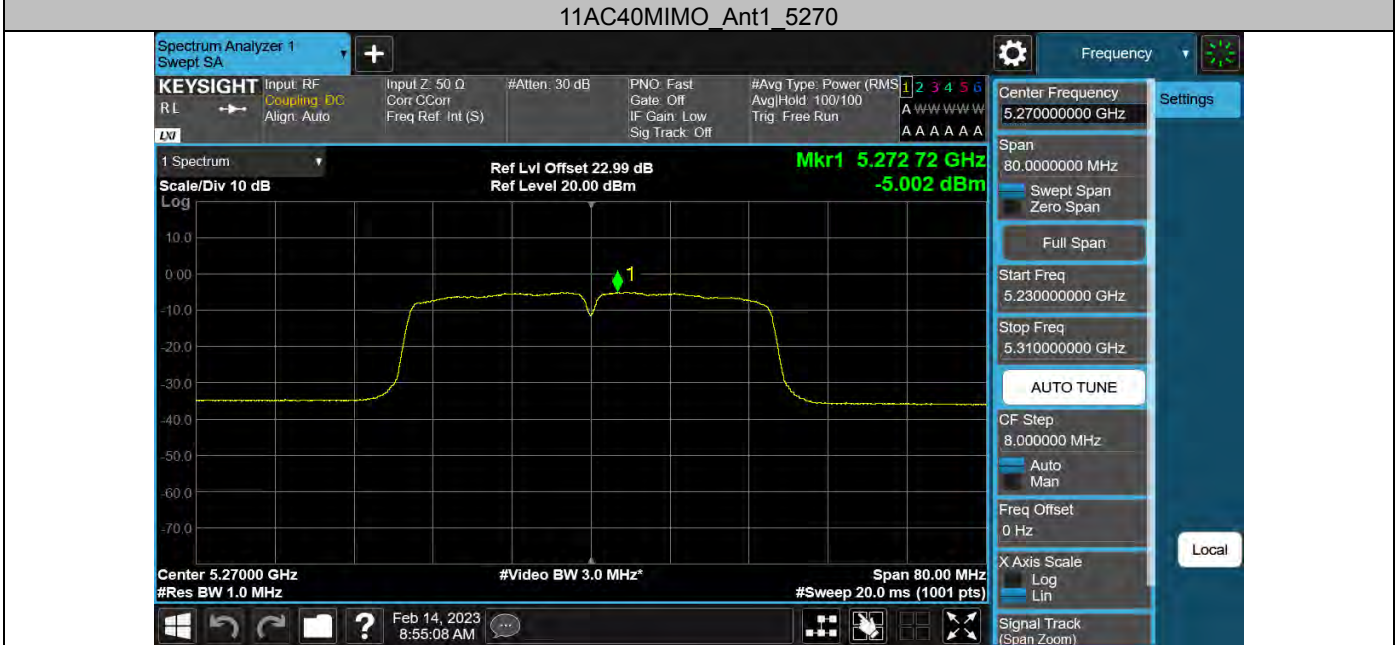 11AC40MIMO_Ant1_5270
Spectrum Analyzer 1
Swept SA
+
Frequency
KEYSIGHT
R L
LXI
Input: RF
Coupling: DC
Align: Auto
Input Z: 50 Ω
Corr CCorr
Freq Ref: Int (S)
#Atten: 30 dB
PNO: Fast
Gate: Off
IF Gain: Low
Sig Track: Off
#Avg Type: Power (RMS
Avg|Hold: 100/100
Trig: Free Run
1 2 3 4 5 6
A W W W W W
A A A A A A
1 Spectrum
Scale/Div 10 dB
Log
Ref Lvl Offset 22.99 dB
Ref Level 20.00 dBm
Mkr1 5.272 72 GHz
-5.002 dBm
10.0
0.00
-10.0
-20.0
-30.0
-40.0
-50.0
-60.0
-70.0
1
Center 5.27000 GHz
#Res BW 1.0 MHz
#Video BW 3.0 MHz*
Span 80.00 MHz
#Sweep 20.0 ms (1001 pts)
?
Feb 14, 2023
8:55:08 AM
Center Frequency
5.270000000 GHz
Span
80.0000000 MHz
Swept Span
Zero Span
Full Span
Start Freq
5.230000000 GHz
Stop Freq
5.310000000 GHz
AUTO TUNE
CF Step
8.000000 MHz
Auto
Man
Freq Offset
0 Hz
X Axis Scale
Log
Lin
Signal Track
(Span Zoom)
Settings
Local